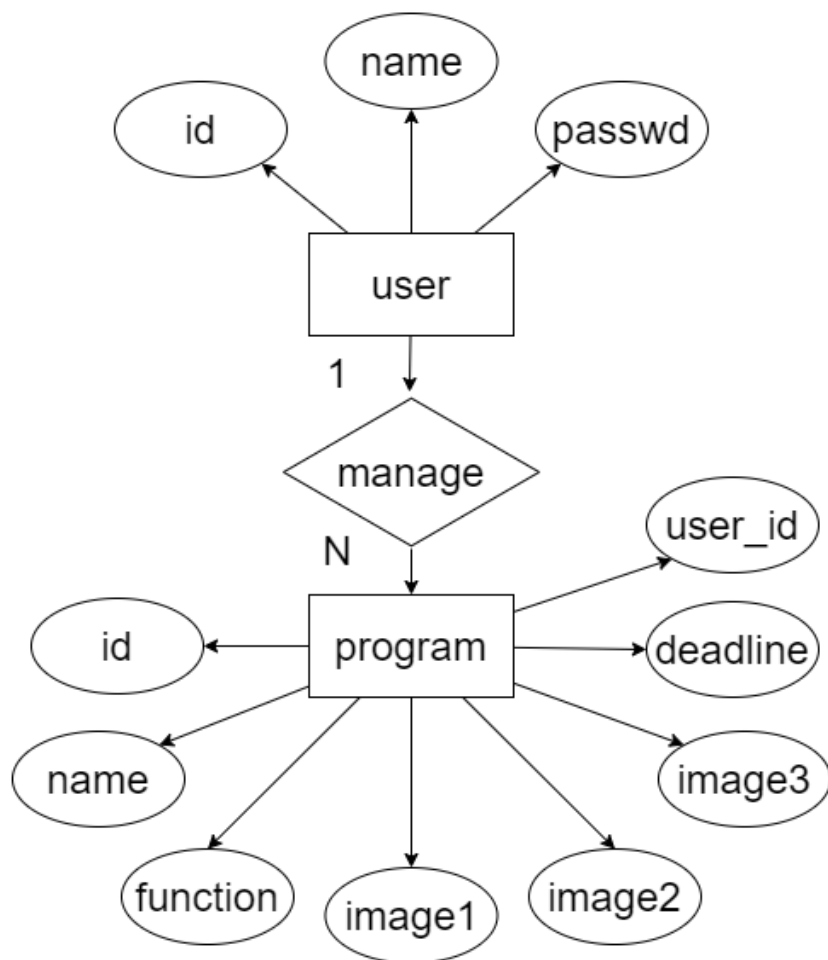 name
id
passwd
user
1
manage
N
user_id
id
program
deadline
name
image3
function
image1
image2